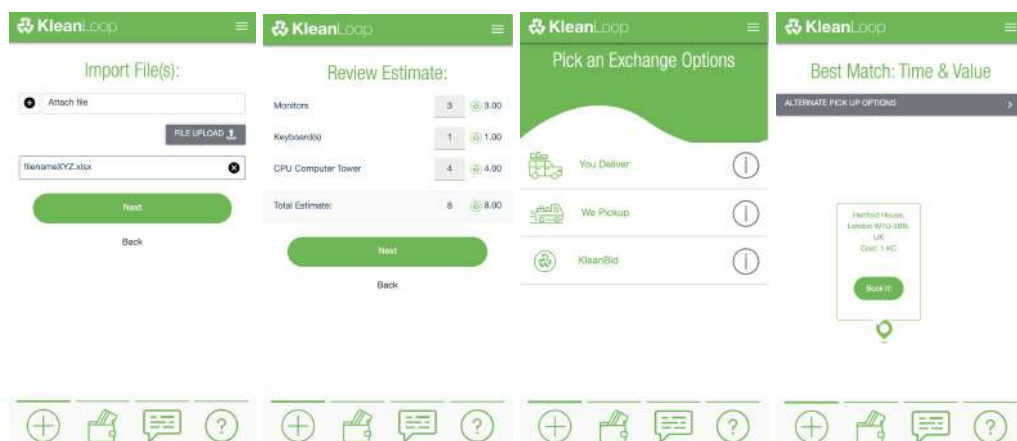 KleanLoop
Import File(s):
Attach file
FILE UPLOAD
filenameXYZ.xlsx
Next
Back
KleanLoop
Review Estimate:
Monitors 3 3.00
Keyboard(s) 1 1.00
CPU Computer Tower 4 4.00
Total Estimate: 8 8.00
Next
Back
KleanLoop
Pick an Exchange Options
You Deliver
We Pickup
KleanBid
KleanLoop
Best Match: Time & Value
ALTERNATE PICK UP OPTIONS
Hertford House,
London W1U-3BN,
UK
Cost: 1 KC
Book It!